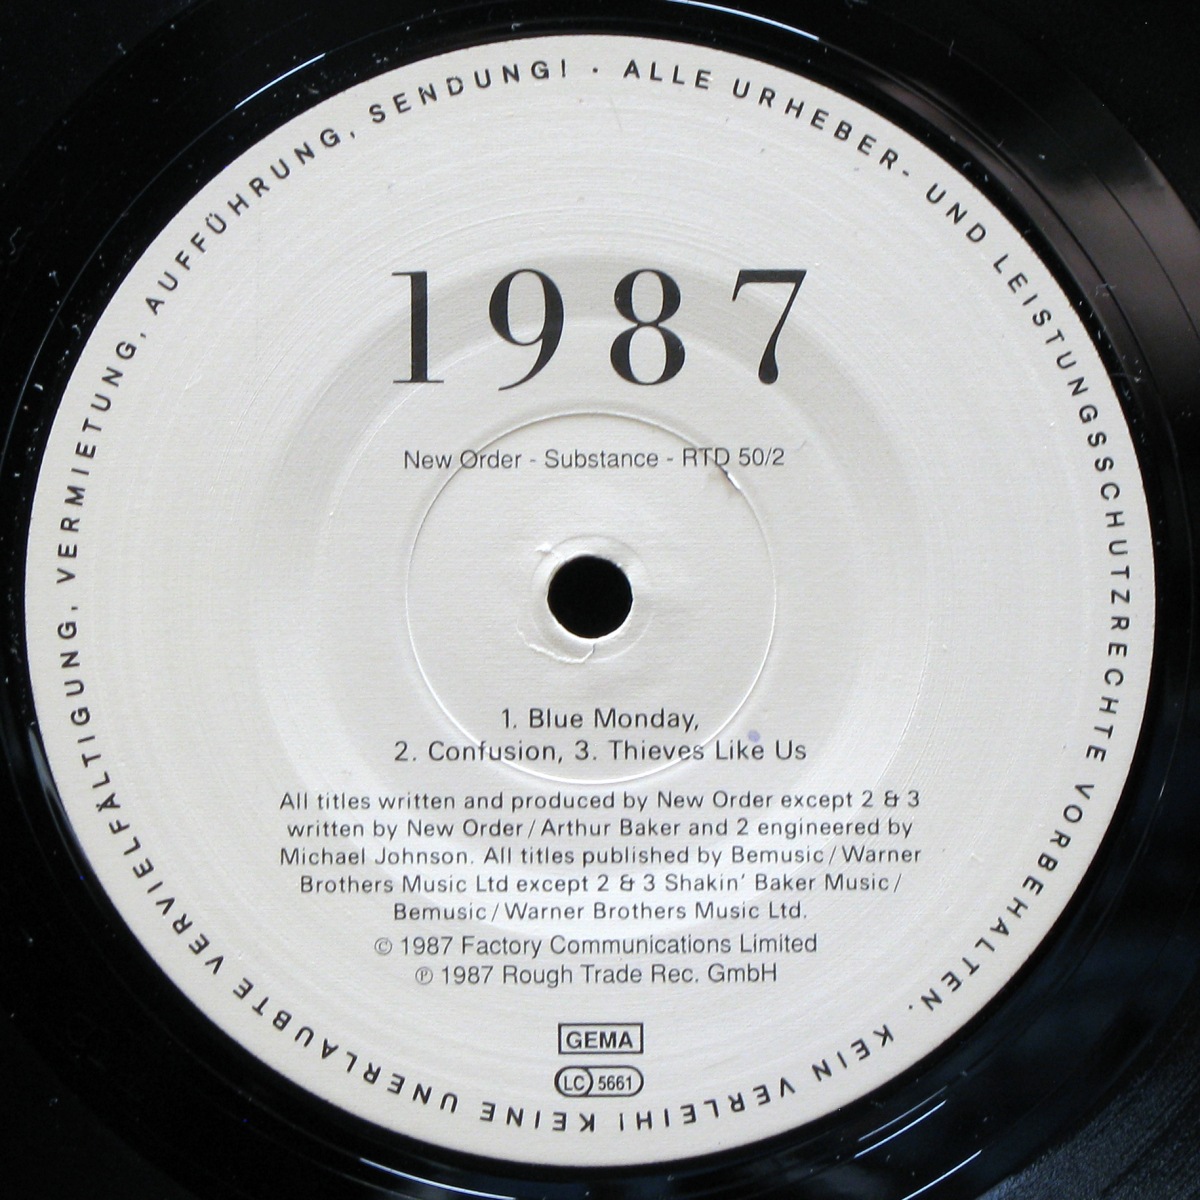 ALLE URHEBER- UND LEISTUNGSSCHUTZRECHTE VORBEHALTEN. KEIN VERLEIH! KEINE UNERLAUBTE VERVIELFÄLTIGUNG, VERMIETUNG, AUFFÜHRUNG, SENDUNG! ·
1987
New Order - Substance - RTD 50/2
1. Blue Monday,
2. Confusion, 3. Thieves Like Us
All titles written and produced by New Order except 2 & 3
written by New Order / Arthur Baker and 2 engineered by
Michael Johnson. All titles published by Bemusic / Warner
Brothers Music Ltd except 2 & 3 Shakin' Baker Music /
Bemusic / Warner Brothers Music Ltd.
© 1987 Factory Communications Limited
℗ 1987 Rough Trade Rec. GmbH
GEMA
LC 5661